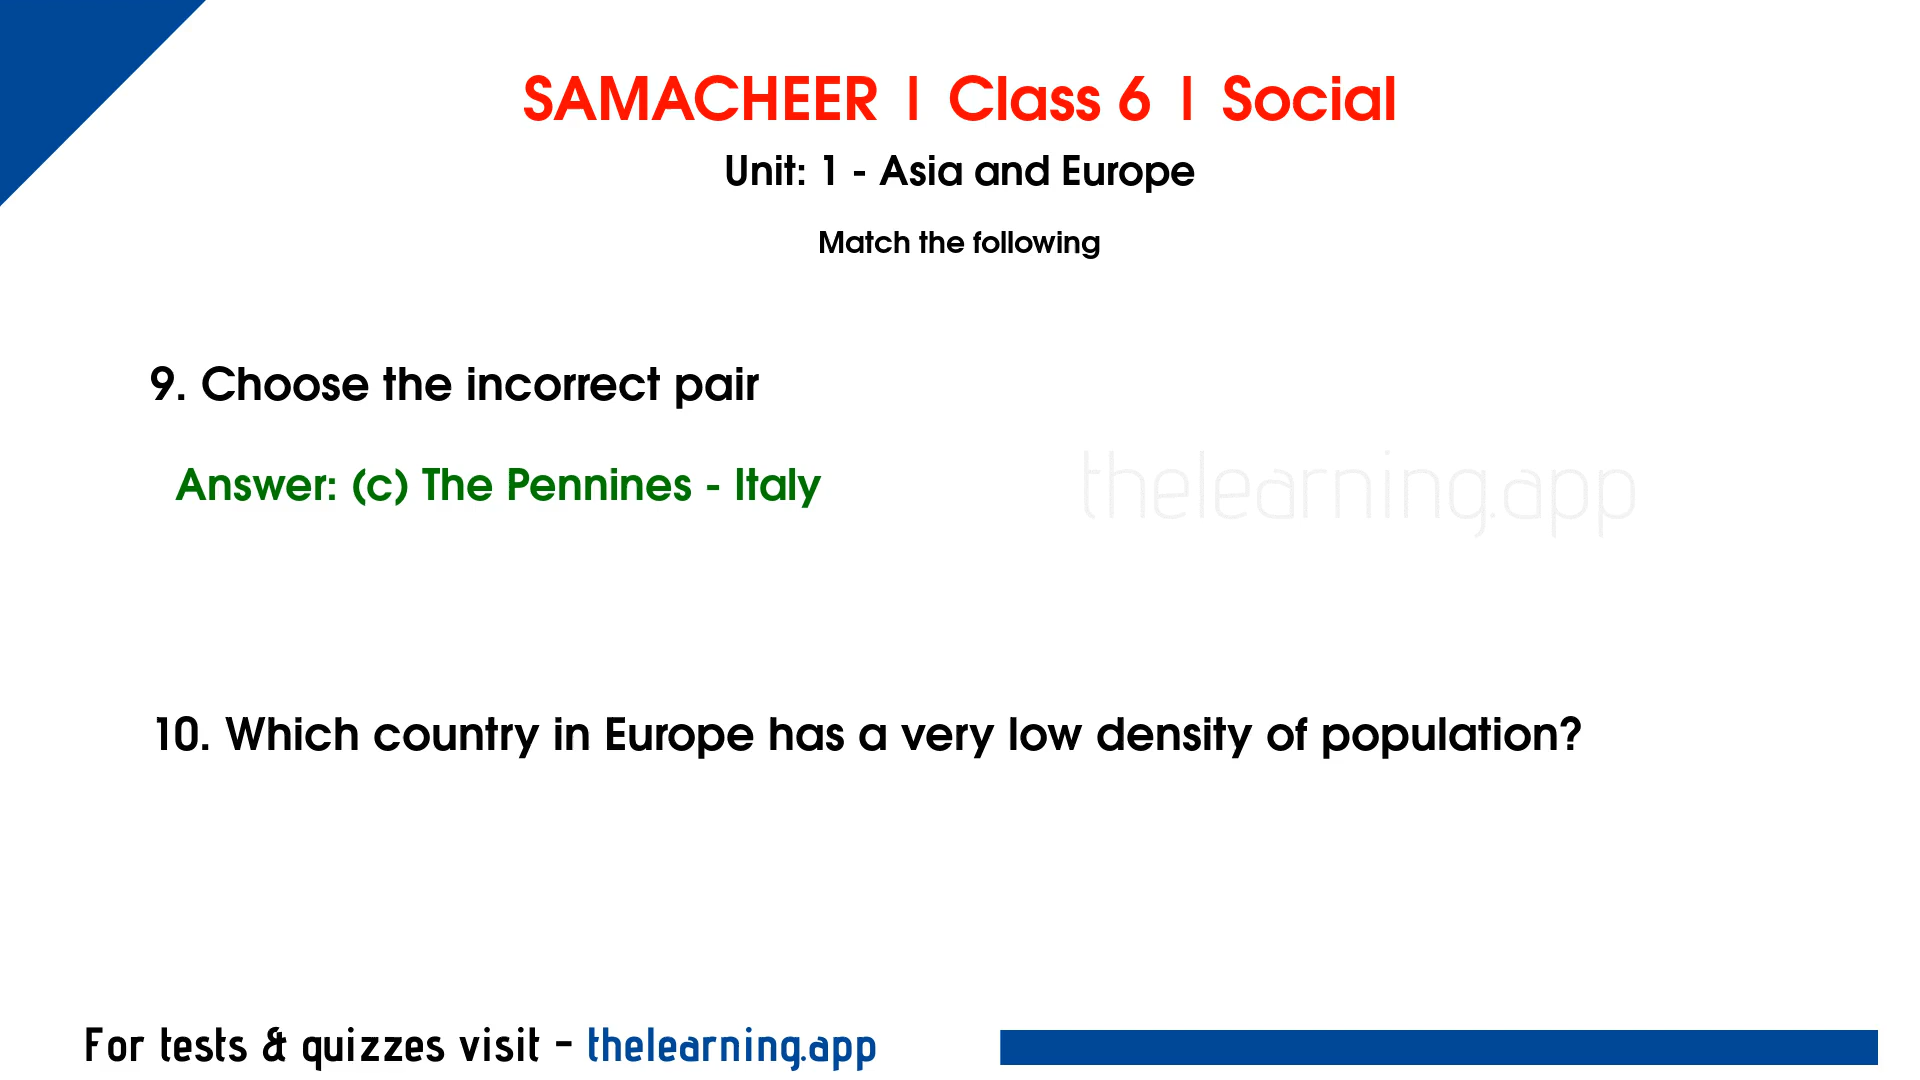 SAMACHEER | Class 6 | Social
Unit: 1 - Asia and Europe
Match the following
9. Choose the incorrect pair
Answer: (c) The Pennines - Italy
thelearning.app
10. Which country in Europe has a very low density of population?
For tests & quizzes visit - thelearning.app